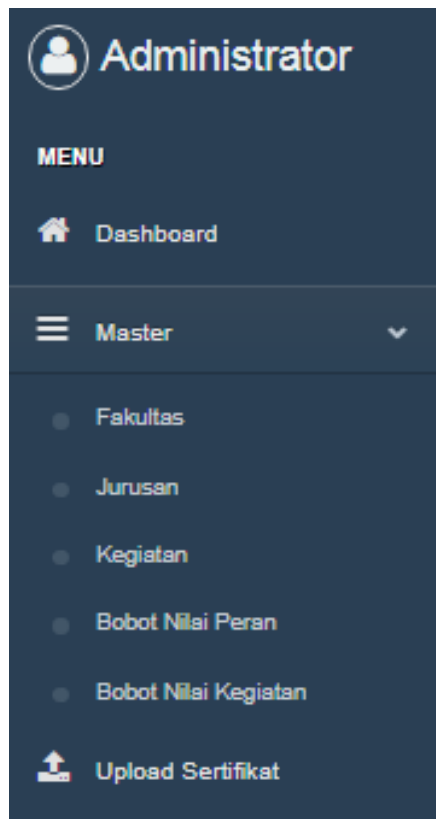 Administrator
MENU
Dashboard
Master
Fakultas
Jurusan
Kegiatan
Bobot Nilai Peran
Bobot Nilai Kegiatan
Upload Sertifikat